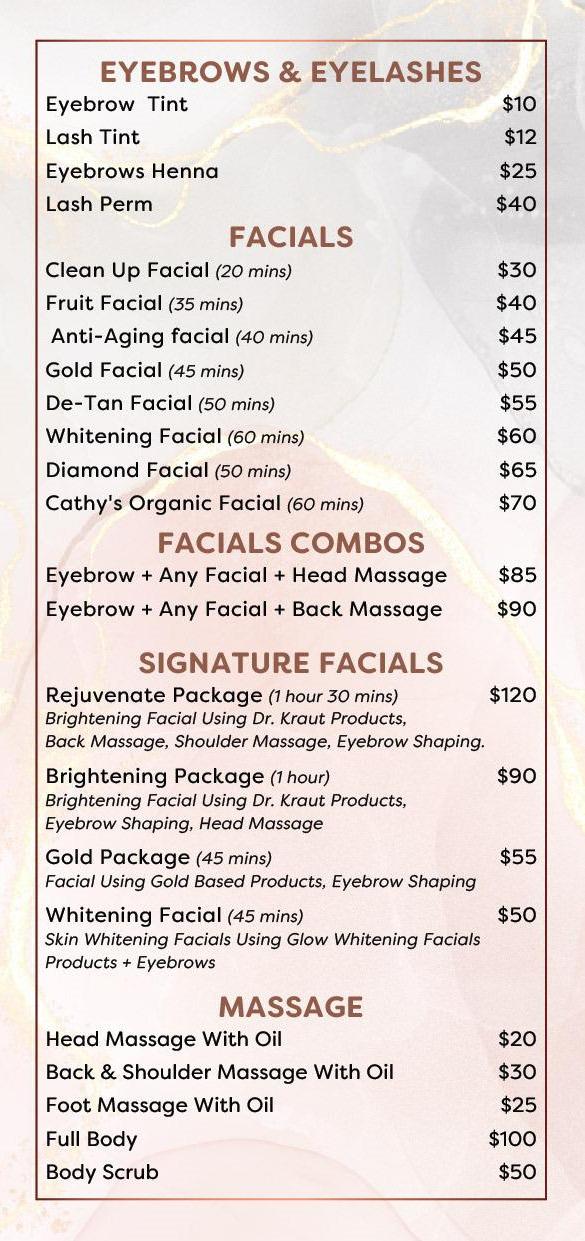 EYEBROWS & EYELASHES
Eyebrow Tint $10
Lash Tint $12
Eyebrows Henna $25
Lash Perm $40
FACIALS
Clean Up Facial (20 mins) $30
Fruit Facial (35 mins) $40
Anti-Aging facial (40 mins) $45
Gold Facial (45 mins) $50
De-Tan Facial (50 mins) $55
Whitening Facial (60 mins) $60
Diamond Facial (50 mins) $65
Cathy's Organic Facial (60 mins) $70
FACIALS COMBOS
Eyebrow + Any Facial + Head Massage $85
Eyebrow + Any Facial + Back Massage $90
SIGNATURE FACIALS
Rejuvenate Package (1 hour 30 mins) $120
Brightening Facial Using Dr. Kraut Products,
Back Massage, Shoulder Massage, Eyebrow Shaping.
Brightening Package (1 hour) $90
Brightening Facial Using Dr. Kraut Products,
Eyebrow Shaping, Head Massage
Gold Package (45 mins) $55
Facial Using Gold Based Products, Eyebrow Shaping
Whitening Facial (45 mins) $50
Skin Whitening Facials Using Glow Whitening Facials
Products + Eyebrows
MASSAGE
Head Massage With Oil $20
Back & Shoulder Massage With Oil $30
Foot Massage With Oil $25
Full Body $100
Body Scrub $50